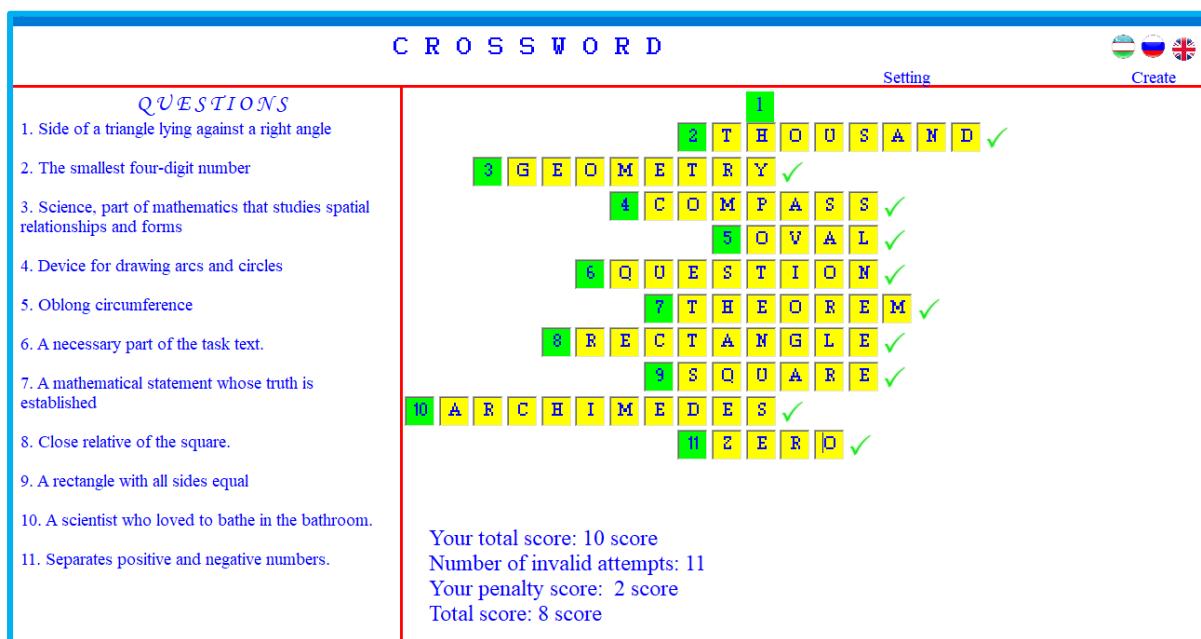 C R O S S W O R D
Setting
Create
QUESTIONS
1. Side of a triangle lying against a right angle
2. The smallest four-digit number
3. Science, part of mathematics that studies spatial
relationships and forms
4. Device for drawing arcs and circles
5. Oblong circumference
6. A necessary part of the task text.
7. A mathematical statement whose truth is
established
8. Close relative of the square.
9. A rectangle with all sides equal
10. A scientist who loved to bathe in the bathroom.
11. Separates positive and negative numbers.
1
2 T H O U S A N D
3 G E O M E T R Y
4 C O M P A S S
5 O V A L
6 Q U E S T I O N
7 T H E O R E M
8 R E C T A N G L E
9 S Q U A R E
10 A R C H I M E D E S
11 Z E R O
Your total score: 10 score
Number of invalid attempts: 11
Your penalty score: 2 score
Total score: 8 score